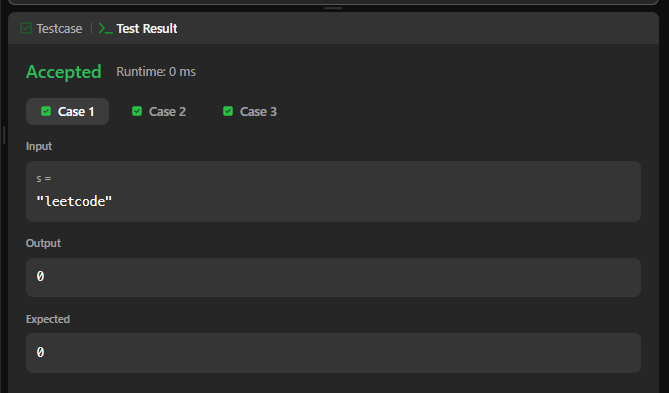 Testcase | Test Result
Accepted Runtime: 0 ms
Case 1 Case 2 Case 3
Input
s =
"leetcode"
Output
0
Expected
0